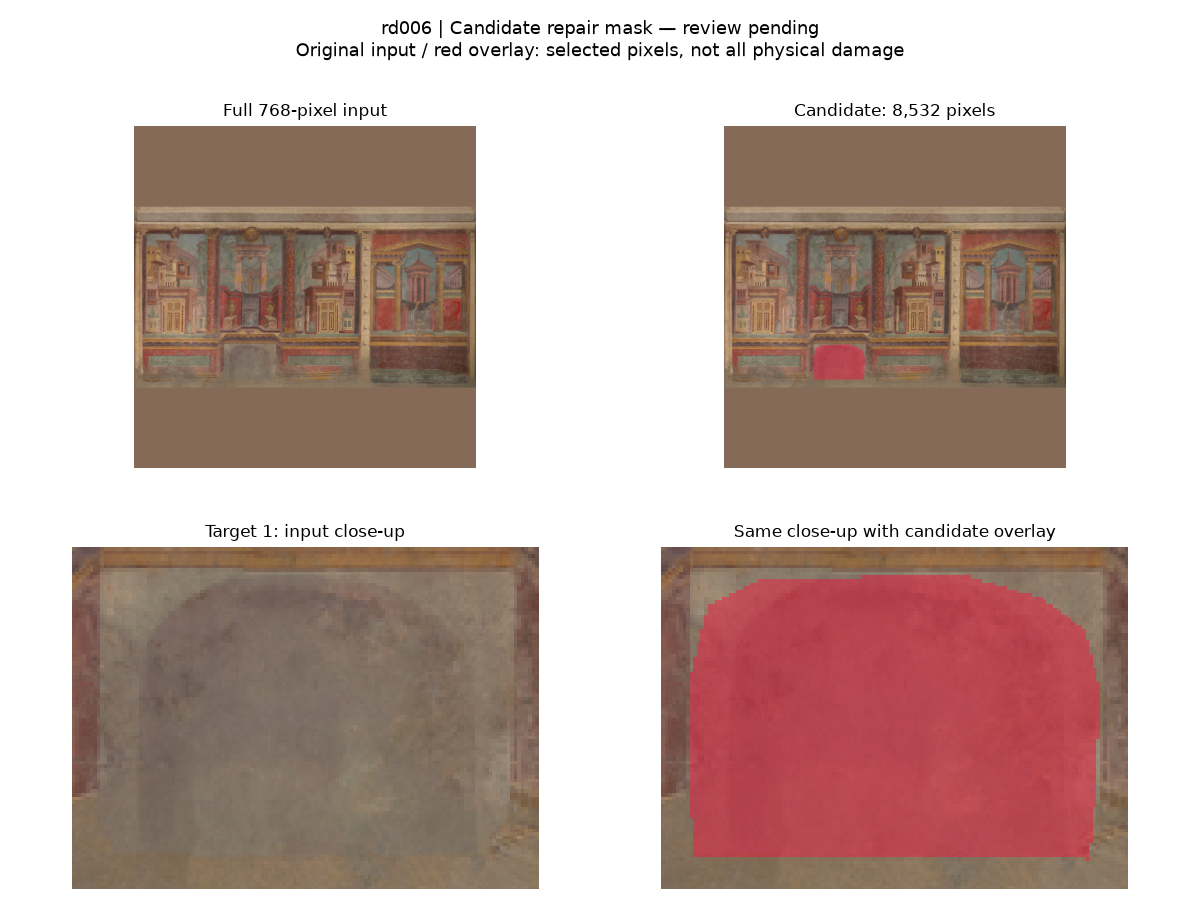 rd006 | Candidate repair mask — review pending
Original input / red overlay: selected pixels, not all physical damage
Full 768-pixel input
Candidate: 8,532 pixels
Target 1: input close-up
Same close-up with candidate overlay